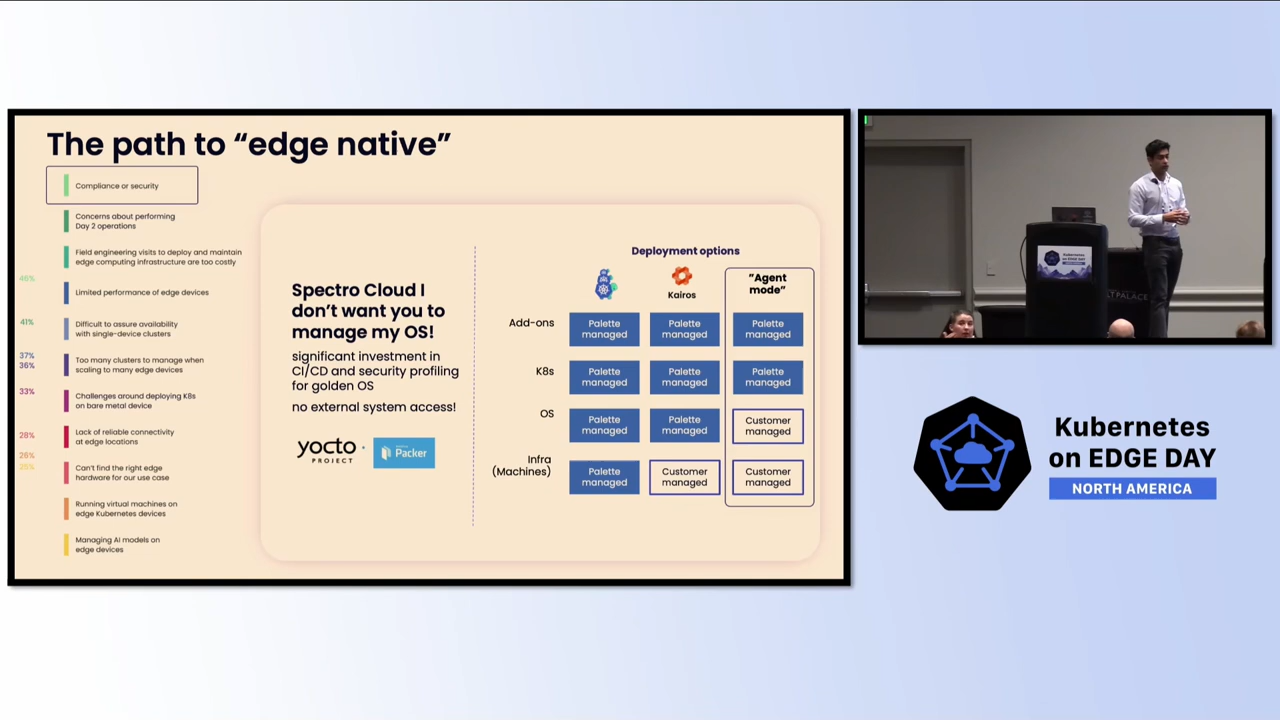 The path to “edge native”
Compliance or security
Concerns about performing
Day 2 operations
Field engineering visits to deploy and maintain
edge computing infrastructure are too costly
46%
Limited performance of edge devices
41%
Difficult to assure availability
with single-device clusters
37%
36%
Too many clusters to manage when
scaling to many edge devices
33%
Challenges around deploying K8s
on bare metal device
28%
Lack of reliable connectivity
at edge locations
26%
25%
Can't find the right edge
hardware for our use case
Running virtual machines on
edge Kubernetes devices
Managing AI models on
edge devices
Spectro Cloud I
don’t want you to
manage my OS!
significant investment in
CI/CD and security profiling
for golden OS
no external system access!
yocto
PROJECT
Packer
Deployment options
Kairos
”Agent
mode”
Add-ons
Palette
managed
Palette
managed
Palette
managed
K8s
Palette
managed
Palette
managed
Palette
managed
OS
Palette
managed
Palette
managed
Customer
managed
Infra
(Machines)
Palette
managed
Customer
managed
Customer
managed
Kubernetes
on EDGE DAY
Kubernetes
on EDGE DAY
NORTH AMERICA